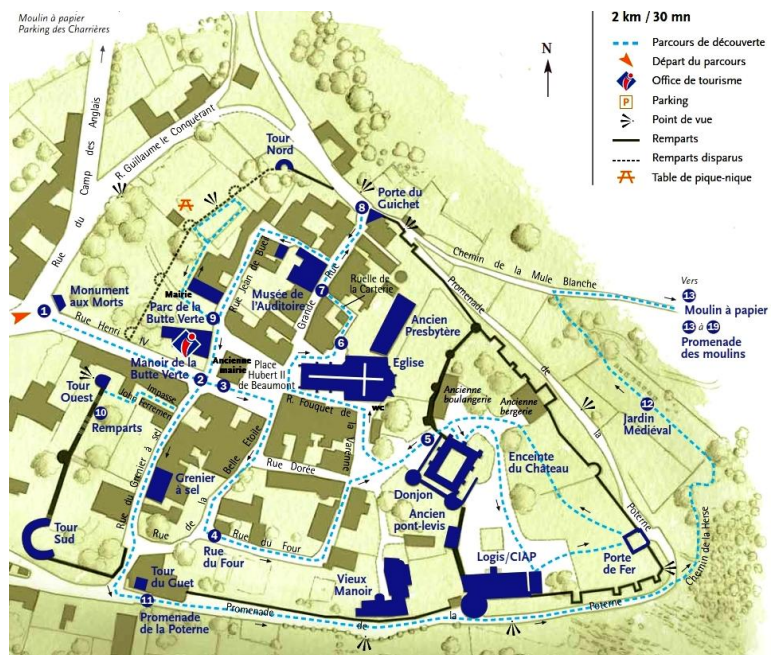 Moulin à papier
Parking des Charrières
2 km / 30 mn
Parcours de découverte
Départ du parcours
Office de tourisme
P
Parking
Point de vue
Remparts
Remparts disparus
Table de pique-nique
N
Rue du Camp des Anglais
R. Guillaume le Conquérant
Tour
Nord
8
Porte du
Guichet
Chemin de la Mule Blanche
Vers
13
Moulin à papier
13 à 19
Promenade
des moulins
1
Monument
aux Morts
Rue Henri IV
Mairie
Parc de la
Butte Verte
9
Manoir de la
Butte Verte
Rue Jean de Bueil
Musée de
l'Auditoire
7
Grande Rue
Ruelle de
la Carterie
6
Ancien
Presbytère
Eglise
Ancienne
mairie
Place
Hubert II
de Beaumont
2
3
R. Fouquet de la Varenne
WC
Promenade de la Poterne
Ancienne
boulangerie
Ancienne
bergerie
12
Jardin
Médiéval
Tour
Ouest
10
Remparts
Impasse
John Ferremen
Rue du Grenier à sel
Grenier
à sel
Rue de la Belle Etoile
Rue Dorée
5
Enceinte
du Château
Donjon
Ancien
pont-levis
4
Rue
du Four
Rue du Four
Tour
Sud
Tour
du Guet
11
Promenade
de la Poterne
Vieux
Manoir
Logis/CIAP
Porte
de Fer
Chemin de la Herse
Promenade de la Poterne